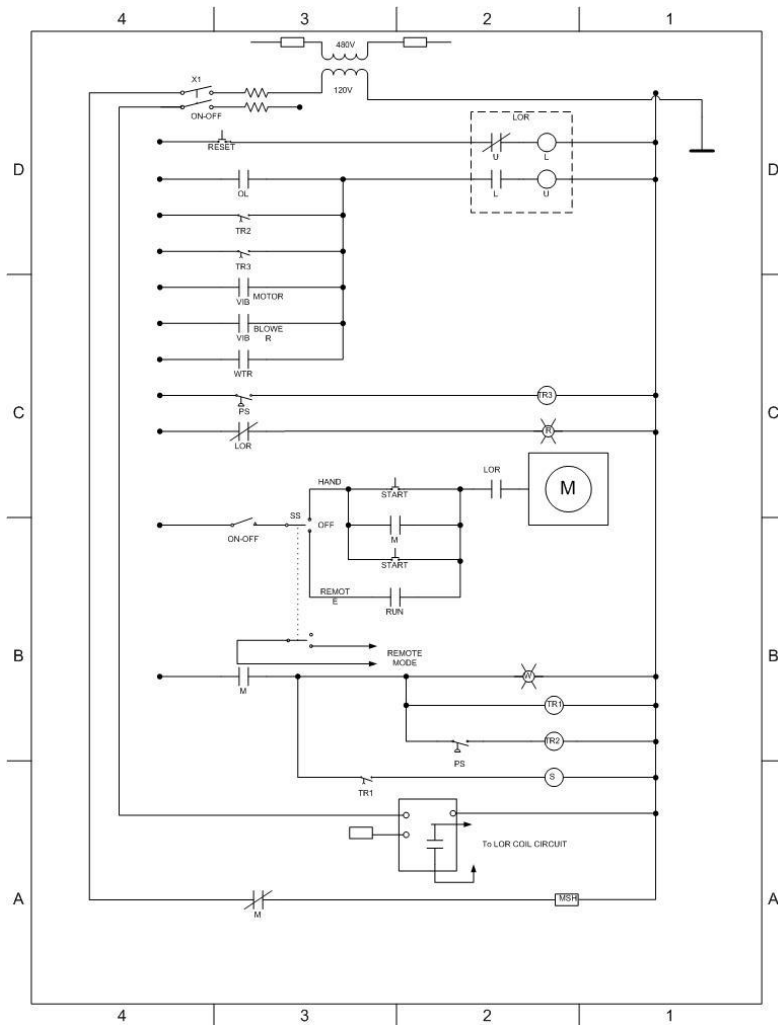 4 3 2 1
480V
X1
120V
ON-OFF
LOR
RESET
U L
D D
OL L U
TR2
TR3
MOTOR
VIB
BLOWE
R
VIB
WTR
C C
PS TR3
LOR R
HAND LOR
START M
SS OFF
ON-OFF M
START
REMOT
E
RUN
REMOTE
MODE
B B
M W
TR1
TR2
PS
TR1 S
To LOR COIL CIRCUIT
A A
M MSH
4 3 2 1